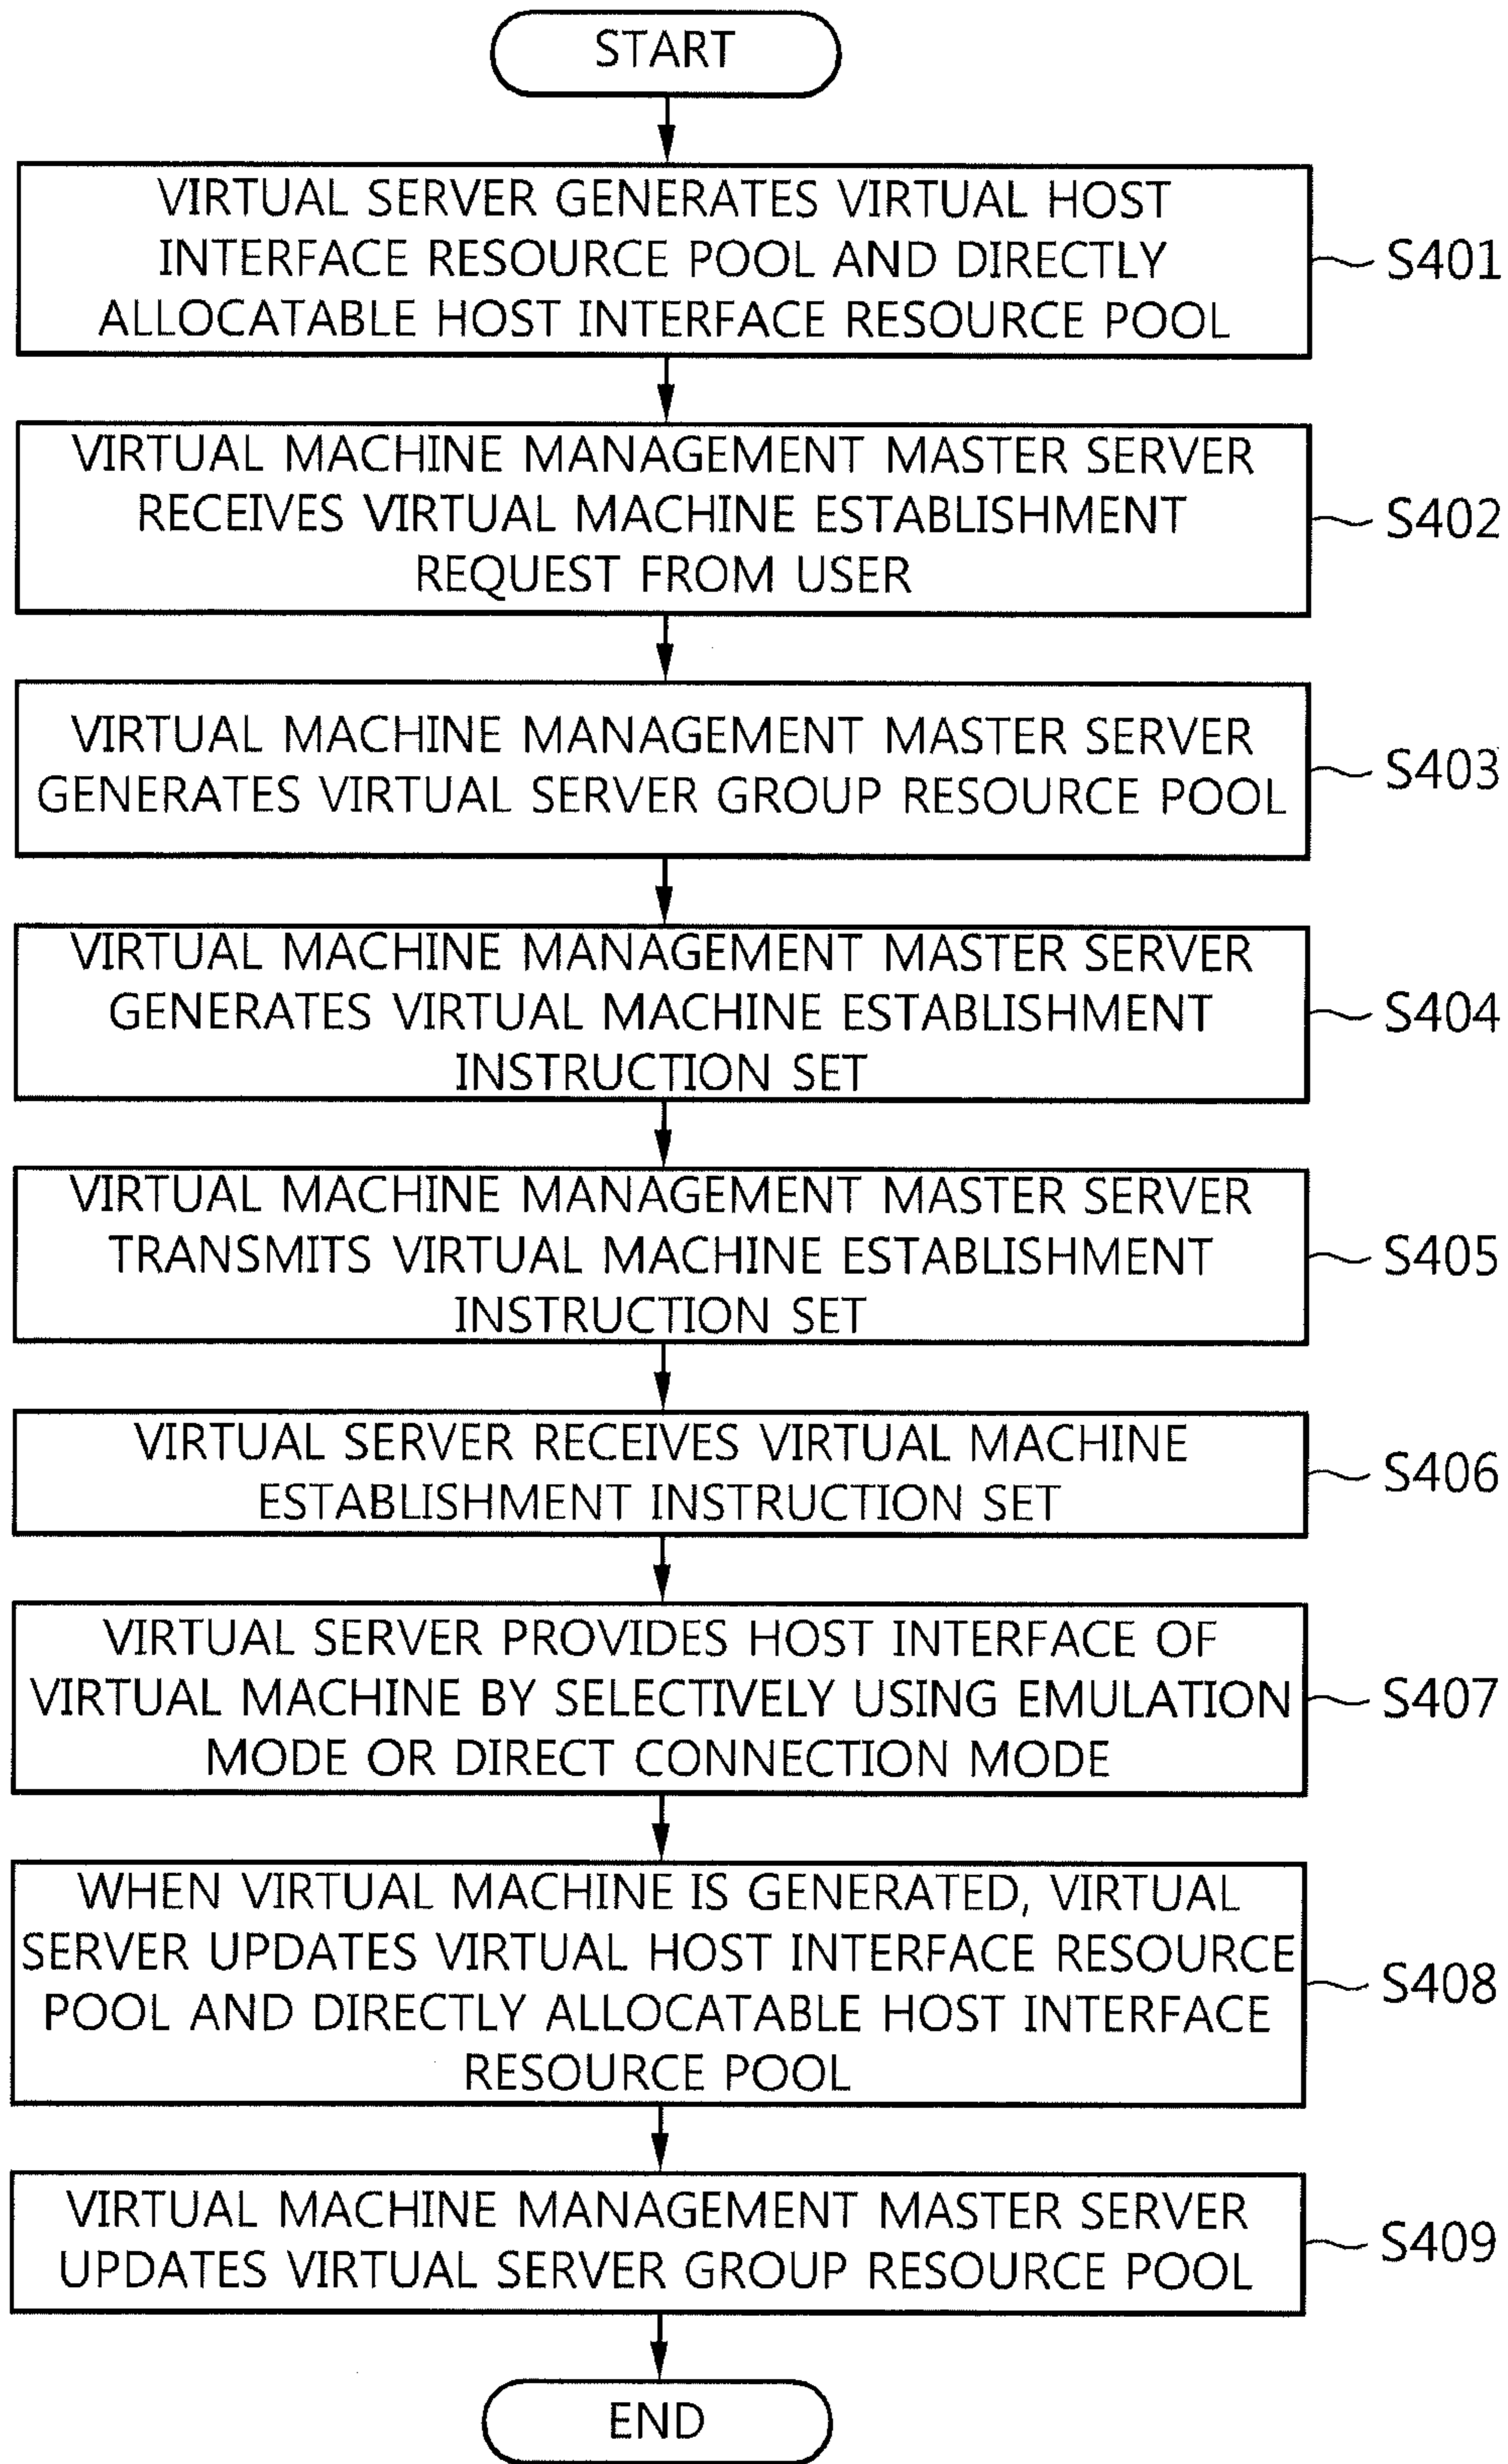 START
VIRTUAL SERVER GENERATES VIRTUAL HOST
INTERFACE RESOURCE POOL AND DIRECTLY
ALLOCATABLE HOST INTERFACE RESOURCE POOL
S401
VIRTUAL MACHINE MANAGEMENT MASTER SERVER
RECEIVES VIRTUAL MACHINE ESTABLISHMENT
REQUEST FROM USER
S402
VIRTUAL MACHINE MANAGEMENT MASTER SERVER
GENERATES VIRTUAL SERVER GROUP RESOURCE POOL
S403
VIRTUAL MACHINE MANAGEMENT MASTER SERVER
GENERATES VIRTUAL MACHINE ESTABLISHMENT
INSTRUCTION SET
S404
VIRTUAL MACHINE MANAGEMENT MASTER SERVER
TRANSMITS VIRTUAL MACHINE ESTABLISHMENT
INSTRUCTION SET
S405
VIRTUAL SERVER RECEIVES VIRTUAL MACHINE
ESTABLISHMENT INSTRUCTION SET
S406
VIRTUAL SERVER PROVIDES HOST INTERFACE OF
VIRTUAL MACHINE BY SELECTIVELY USING EMULATION
MODE OR DIRECT CONNECTION MODE
S407
WHEN VIRTUAL MACHINE IS GENERATED, VIRTUAL
SERVER UPDATES VIRTUAL HOST INTERFACE RESOURCE
POOL AND DIRECTLY ALLOCATABLE HOST INTERFACE
RESOURCE POOL
S408
VIRTUAL MACHINE MANAGEMENT MASTER SERVER
UPDATES VIRTUAL SERVER GROUP RESOURCE POOL
S409
END